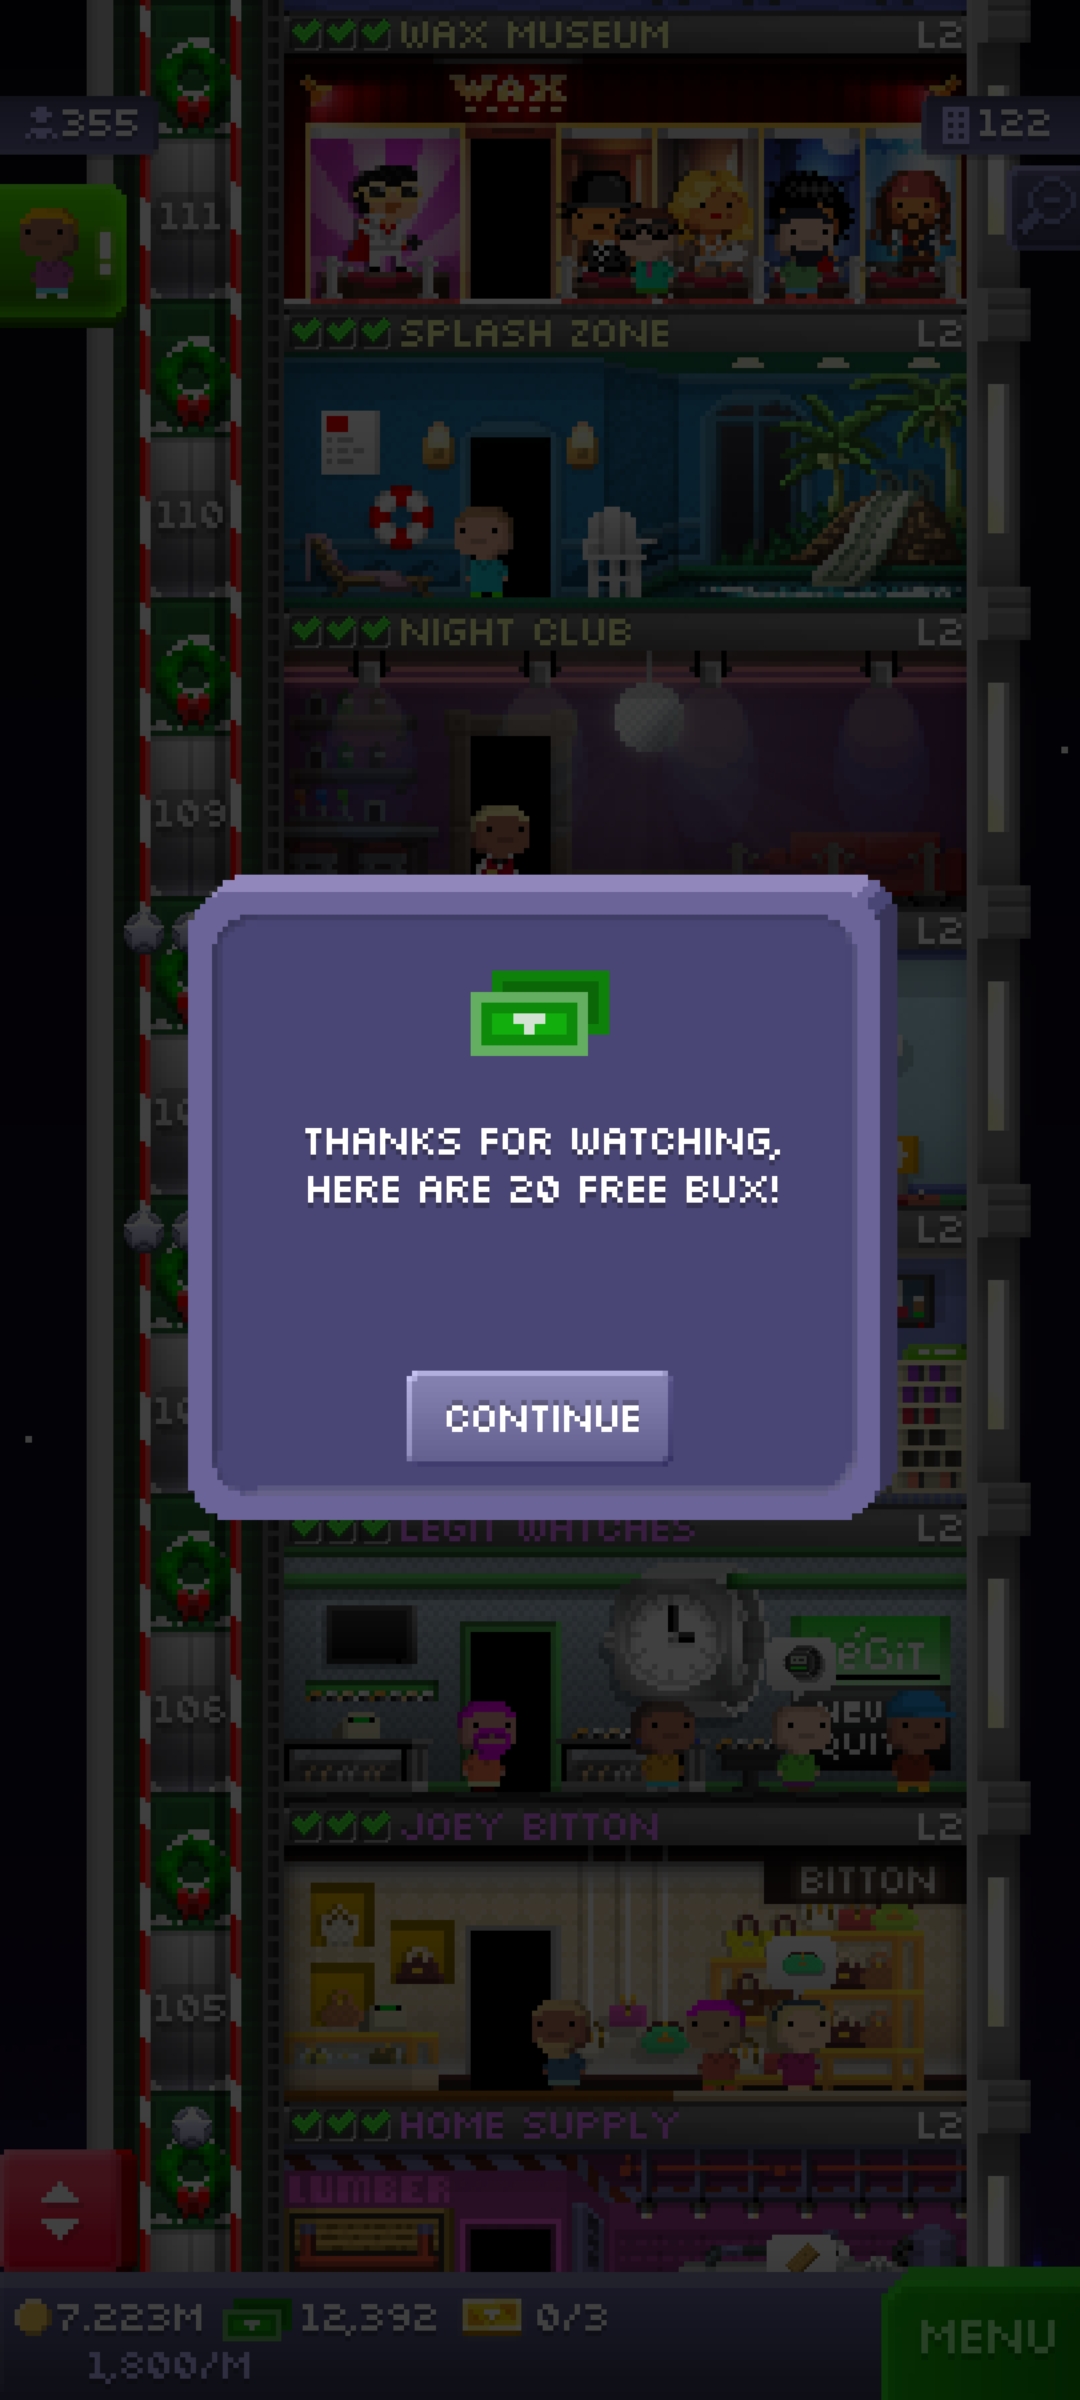 WAX MUSEUM L2
WAX
355
122
111
!
SPLASH ZONE L2
110
NIGHT CLUB L2
109
L2
THANKS FOR WATCHING,
HERE ARE 20 FREE BUX!
L2
CONTINUE
LEGIT WATCHES L2
106
JOEY BITTON L2
BITTON
105
HOME SUPPLY L2
LUMBER
7.223M 12,392 0/3
1,800/M
MENU